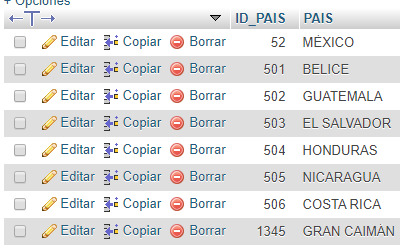 + Opciones
ID_PAIS PAIS
Editar Copiar Borrar 52 MÉXICO
Editar Copiar Borrar 501 BELICE
Editar Copiar Borrar 502 GUATEMALA
Editar Copiar Borrar 503 EL SALVADOR
Editar Copiar Borrar 504 HONDURAS
Editar Copiar Borrar 505 NICARAGUA
Editar Copiar Borrar 506 COSTA RICA
Editar Copiar Borrar 1345 GRAN CAIMÁN